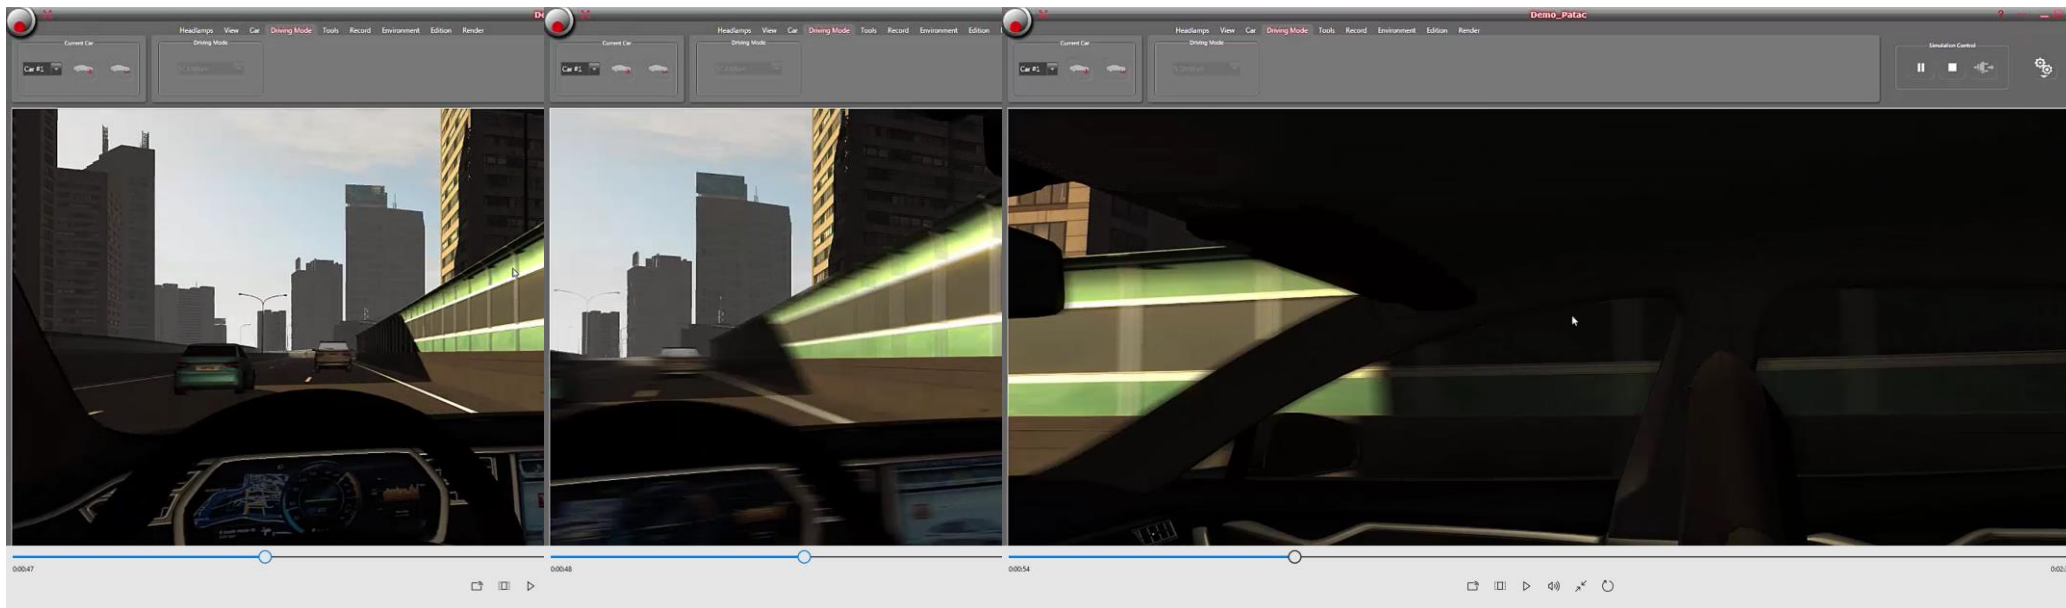 De
Headlamps View Car Driving Mode Tools Record Environment Edition Render
Current Car
Driving Mode
Car #1
0:00:47
Headlamps View Car Driving Mode Tools Record Environment Edition
Current Car
Driving Mode
Car #1
0:00:48
Demo_Patac
?
Headlamps View Car Driving Mode Tools Record Environment Edition Render
Current Car
Driving Mode
Simulation Control
Car #1
0:00:54
0:02: